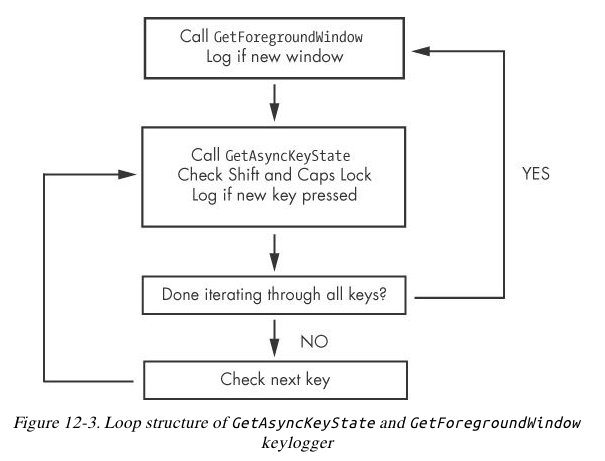 Call GetForegroundWindow
Log if new window
Call GetAsyncKeyState
Check Shift and Caps Lock
Log if new key pressed
YES
Done iterating through all keys?
NO
Check next key
Figure 12-3. Loop structure of GetAsyncKeyState and GetForegroundWindow
keylogger